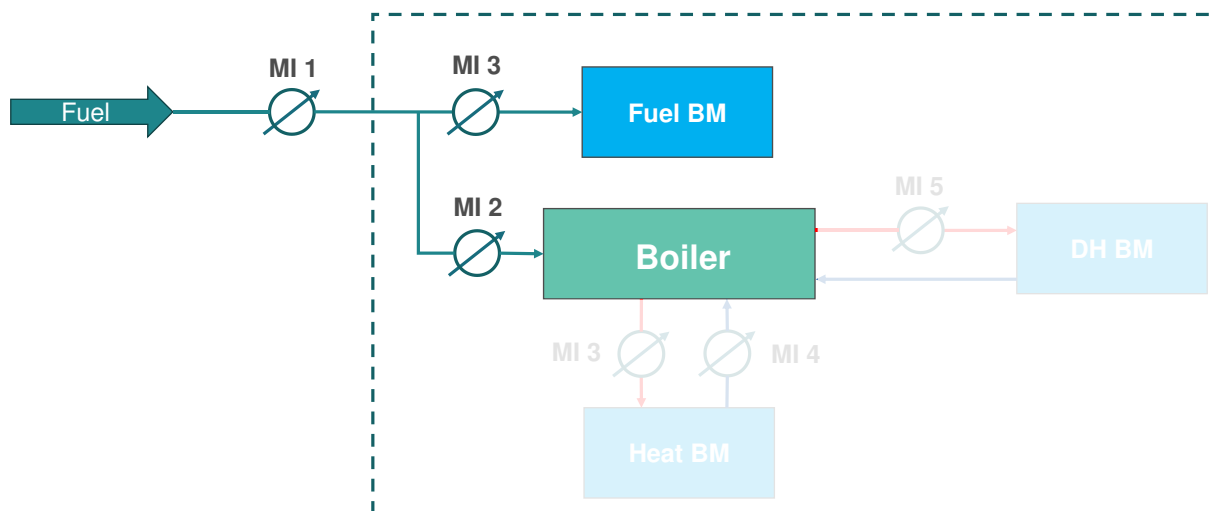 MI 1
MI 3
Fuel
Fuel BM
MI 2
MI 5
Boiler
DH BM
MI 3
MI 4
Heat BM